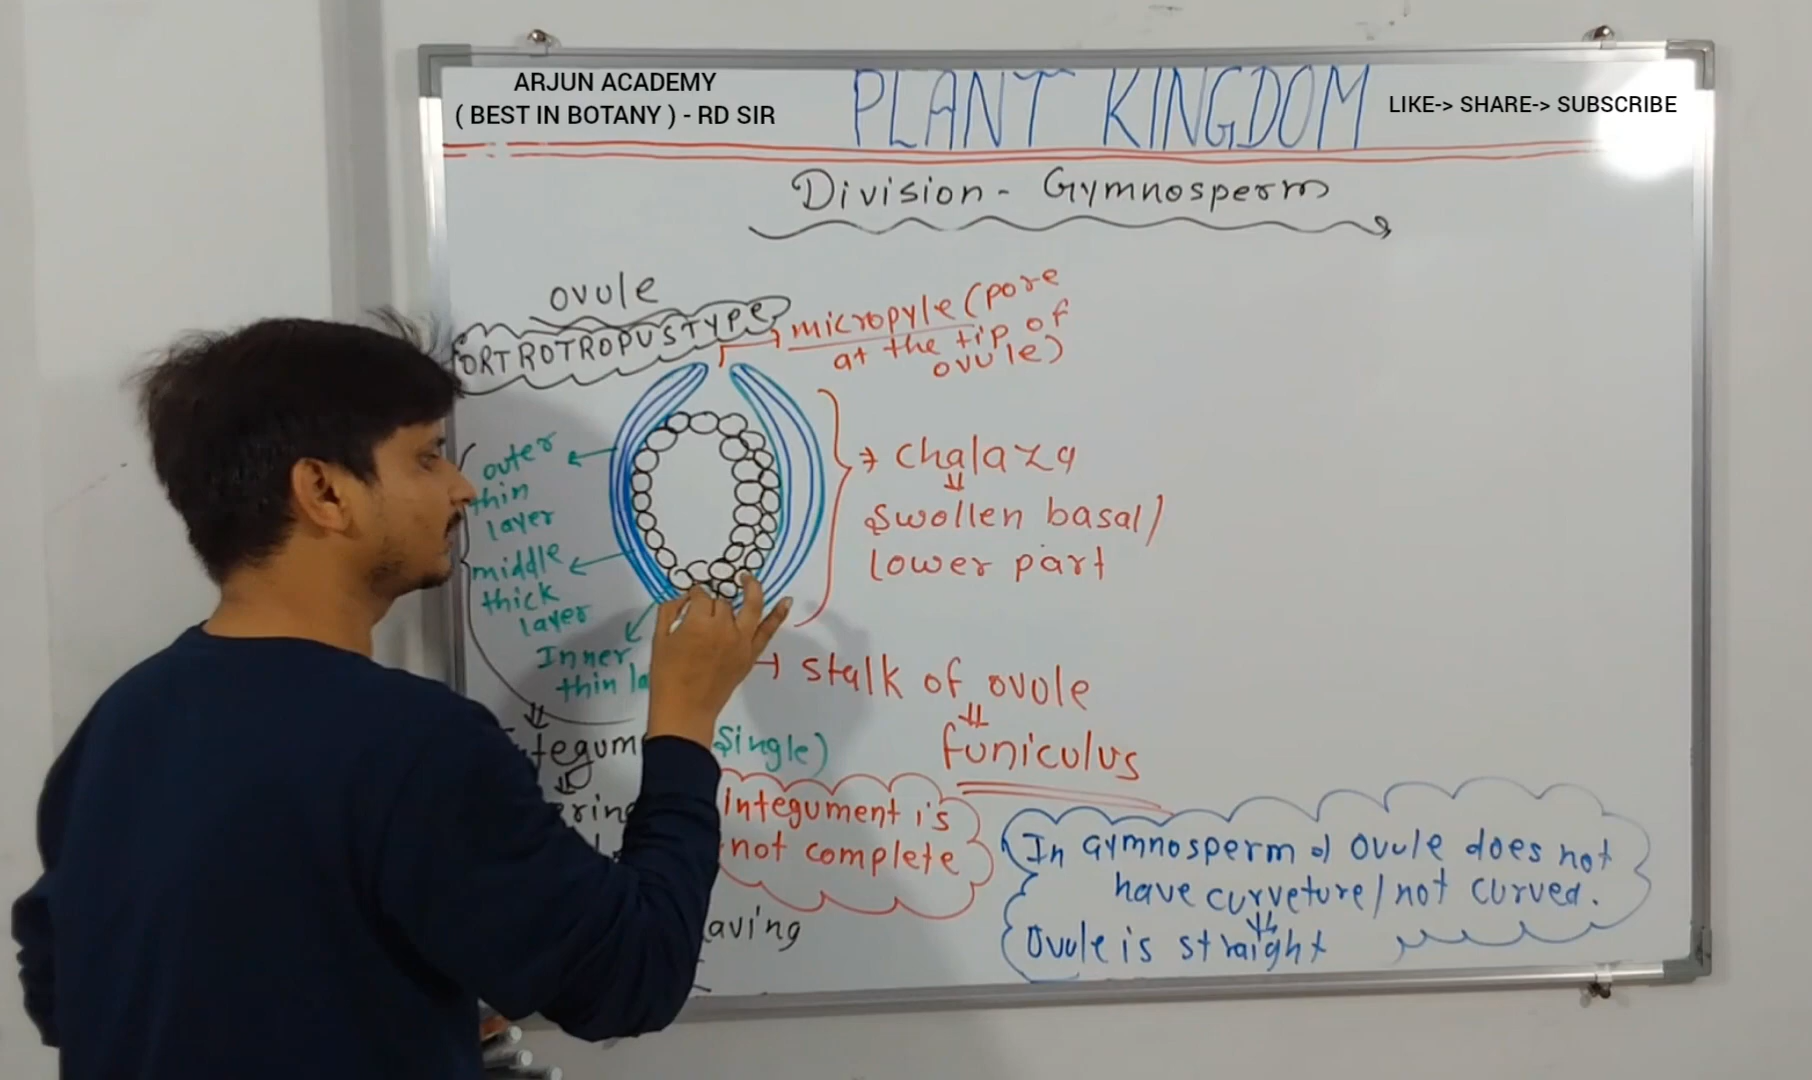 ARJUN ACADEMY
( BEST IN BOTANY ) - RD SIR
PLANT KINGDOM
LIKE-> SHARE-> SUBSCRIBE
Division - Gymnosperm
ovule
ORTROTROPUS TYPE
micropyle (pore
at the tip of
ovule)
outer
thin
layer
middle
thick
layer
Inner
thin
→ chalaza
⇓
Swollen basal/
lower part
→ stalk of ovule
⇓
funiculus
Single)
integument is
not complete
In Gymnosperm → Ovule does not
have curveture/not curved.
⇓
Ovule is straight